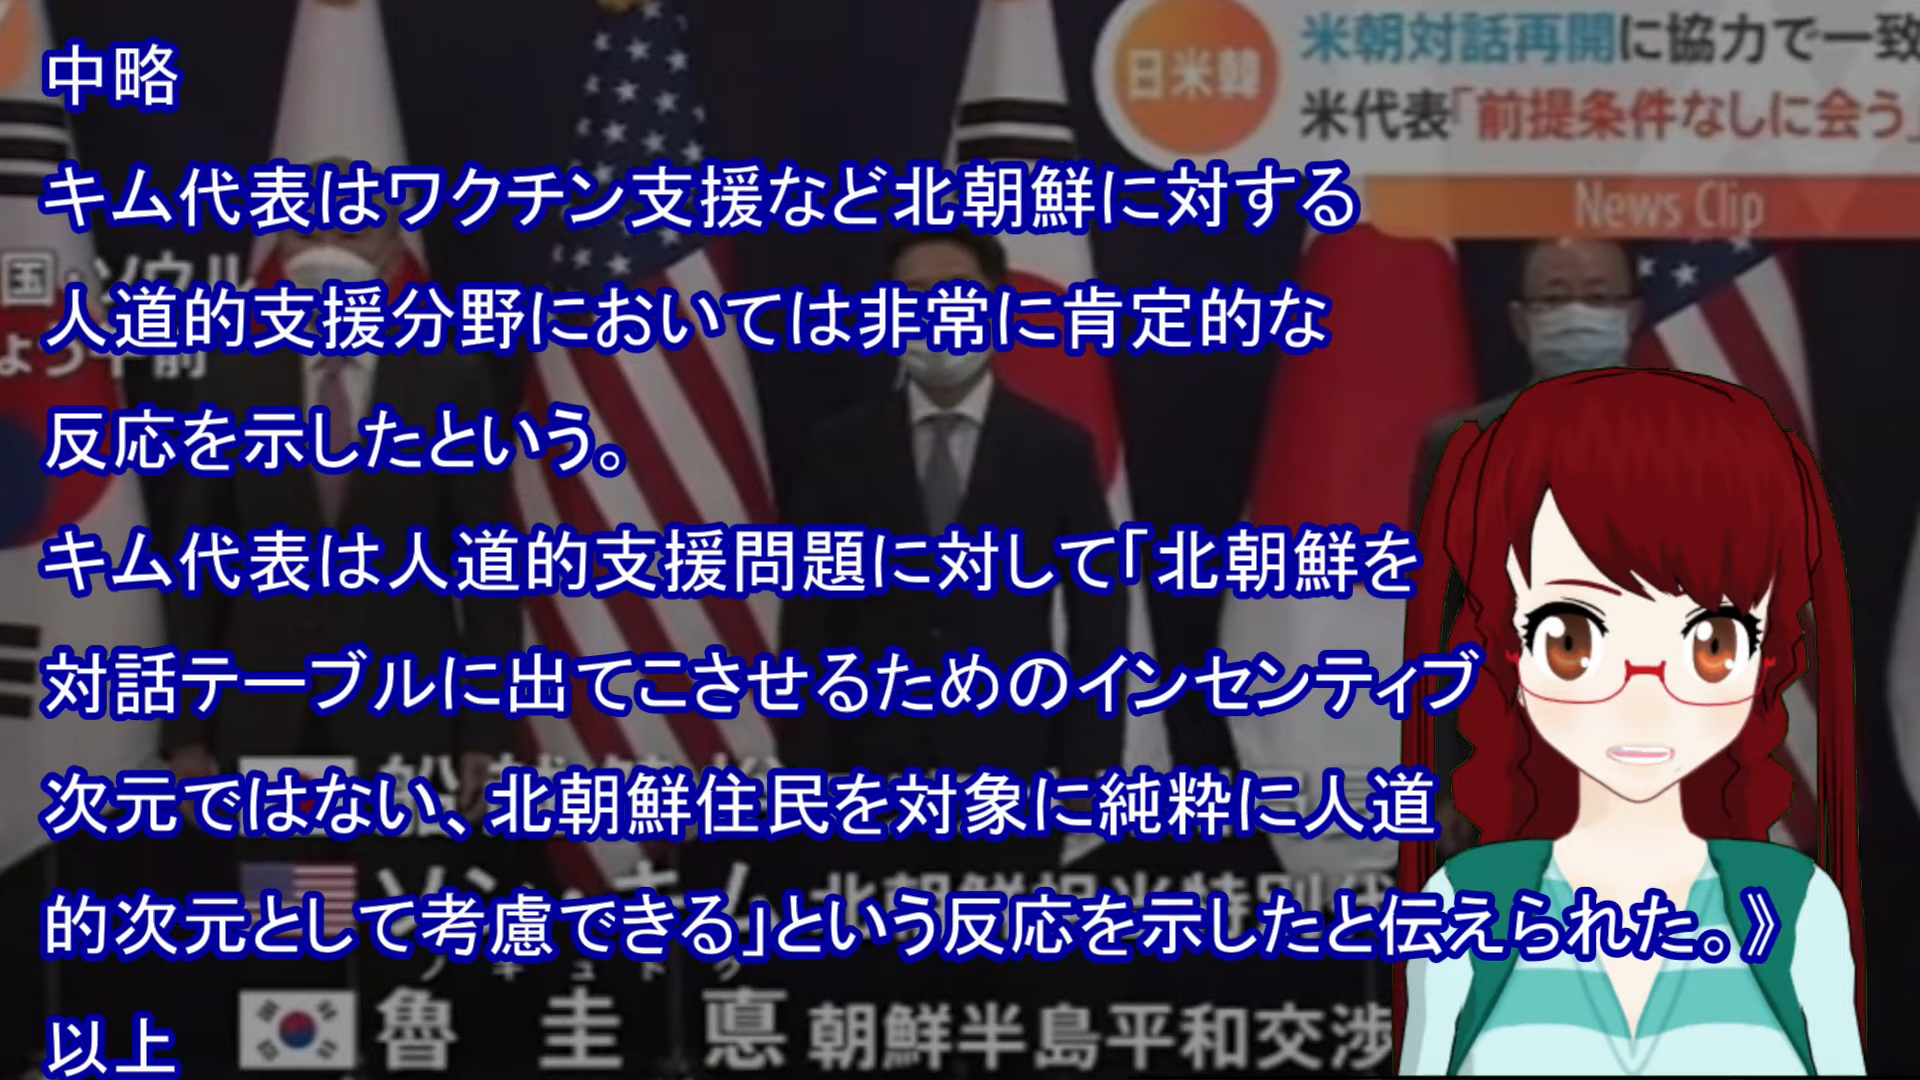 中略
日米韓
米朝対話再開に協力で一致
米代表「前提条件なしに会う」
News Clip
キム代表はワクチン支援など北朝鮮に対する
人道的支援分野においては非常に肯定的な
反応を示したという。
キム代表は人道的支援問題に対して「北朝鮮を
対話テーブルに出てこさせるためのインセンティブ
次元ではない、北朝鮮住民を対象に純粋に人道
的次元として考慮できる」という反応を示したと伝えられた。》
以上
魯 圭 悳 朝鮮半島平和交渉